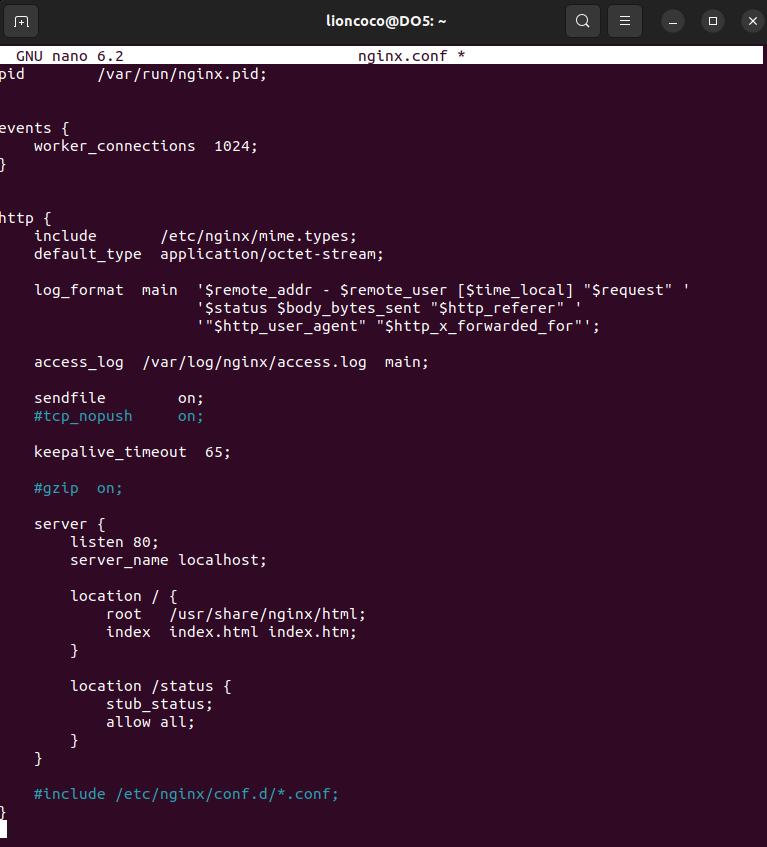 lioncoco@DO5: ~
GNU nano 6.2 nginx.conf *
pid        /var/run/nginx.pid;
events {
    worker_connections  1024;
}
http {
    include       /etc/nginx/mime.types;
    default_type  application/octet-stream;
    log_format  main  '$remote_addr - $remote_user [$time_local] "$request" '
                      '$status $body_bytes_sent "$http_referer" '
                      '"$http_user_agent" "$http_x_forwarded_for"';
    access_log  /var/log/nginx/access.log  main;
    sendfile        on;
    #tcp_nopush     on;
    keepalive_timeout  65;
    #gzip  on;
    server {
        listen 80;
        server_name localhost;
        location / {
            root   /usr/share/nginx/html;
            index  index.html index.htm;
        }
        location /status {
            stub_status;
            allow all;
        }
    }
    #include /etc/nginx/conf.d/*.conf;
}